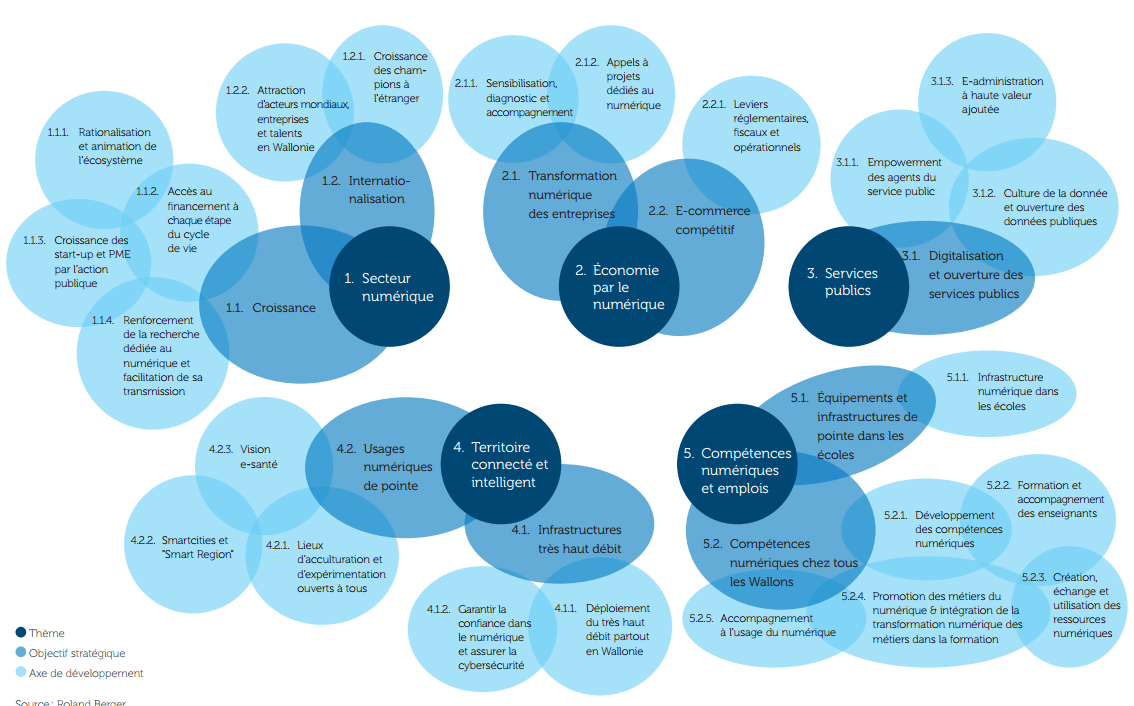 1. Secteur
numérique
1.1. Croissance
1.1.1. Rationalisation
et animation de
l'écosystème
1.1.2. Accès au
financement à
chaque étape
du cycle
de vie
1.1.3. Croissance des
start-up et PME
par l'action
publique
1.1.4. Renforcement
de la recherche
dédiée au
numérique et
facilitation de sa
transmission
1.2. Internatio-
nalisation
1.2.1. Croissance
des cham-
pions à
l'étranger
1.2.2. Attraction
d'acteurs mondiaux,
entreprises
et talents
en Wallonie
2. Économie
par le
numérique
2.1. Transformation
numérique
des entreprises
2.1.1. Sensibilisation,
diagnostic et
accompagnement
2.1.2. Appels à
projets
dédiés au
numérique
2.2. E-commerce
compétitif
2.2.1. Leviers
réglementaires,
fiscaux et
opérationnels
3. Services
publics
3.1. Digitalisation
et ouverture des
services publics
3.1.1. Empowerment
des agents du
service public
3.1.2. Culture de la donnée
et ouverture des
données publiques
3.1.3. E-administration
à haute valeur
ajoutée
4. Territoire
connecté et
intelligent
4.1. Infrastructures
très haut débit
4.1.1. Déploiement
du très haut
débit partout
en Wallonie
4.1.2. Garantir la
confiance dans
le numérique
et assurer la
cybersécurité
4.2. Usages
numériques
de pointe
4.2.1. Lieux
d'acculturation et
d'expérimentation
ouverts à tous
4.2.2. Smartcities et
"Smart Region"
4.2.3. Vision
e-santé
5. Compétences
numériques
et emplois
5.1. Équipements et
infrastructures de
pointe dans les
écoles
5.1.1. Infrastructure
numérique dans
les écoles
5.2. Compétences
numériques chez tous
les Wallons
5.2.1. Développement
des compétences
numériques
5.2.2. Formation et
accompagnement
des enseignants
5.2.3. Création,
échange et
utilisation des
ressources
numériques
5.2.4. Promotion des métiers du
numérique & intégration de la
transformation numérique des
métiers dans la formation
5.2.5. Accompagnement
à l'usage du numérique
Thème
Objectif stratégique
Axe de développement
Source : Roland Berger